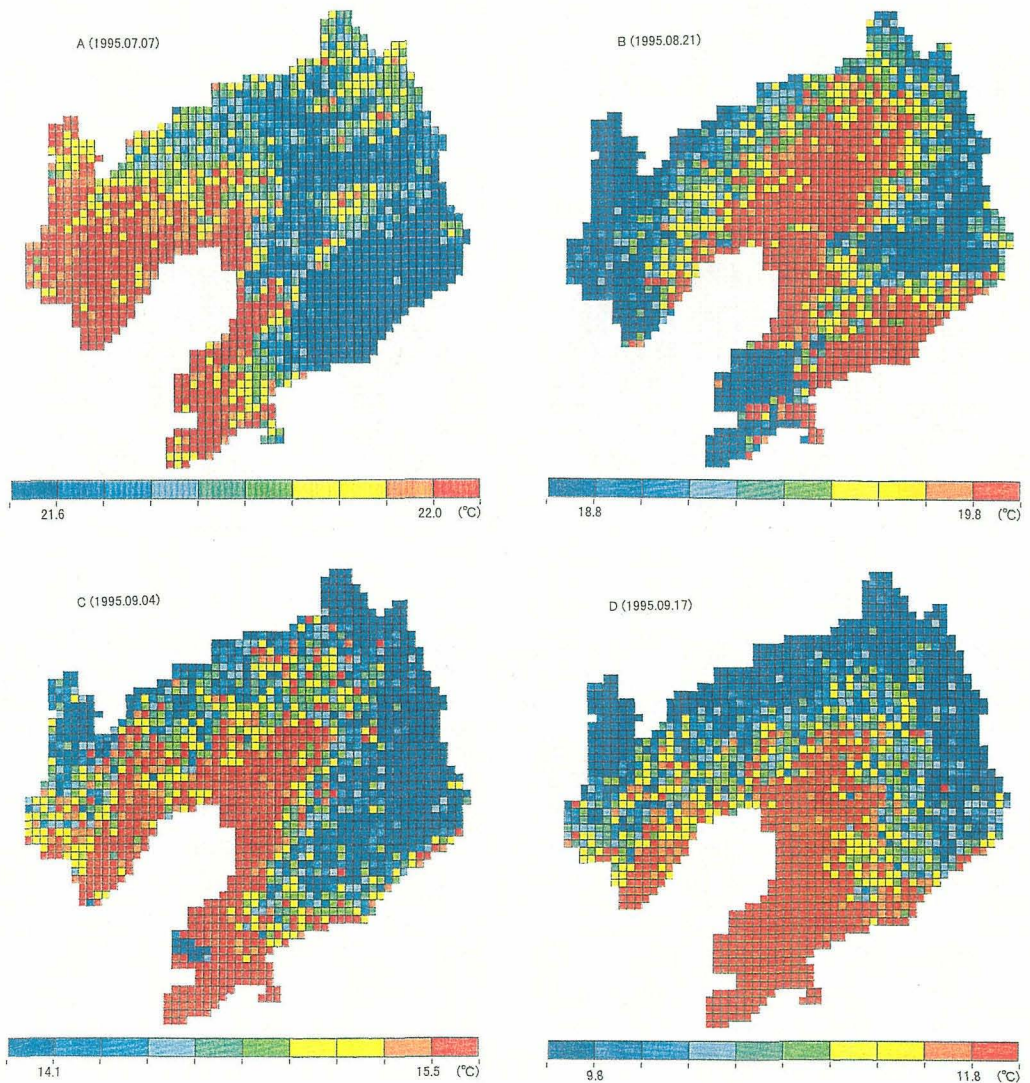 A (1995.07.07)
B (1995.08.21)
21.6 22.0 (℃)
18.8 19.8 (℃)
C (1995.09.04)
D (1995.09.17)
14.1 15.5 (℃)
9.8 11.8 (℃)